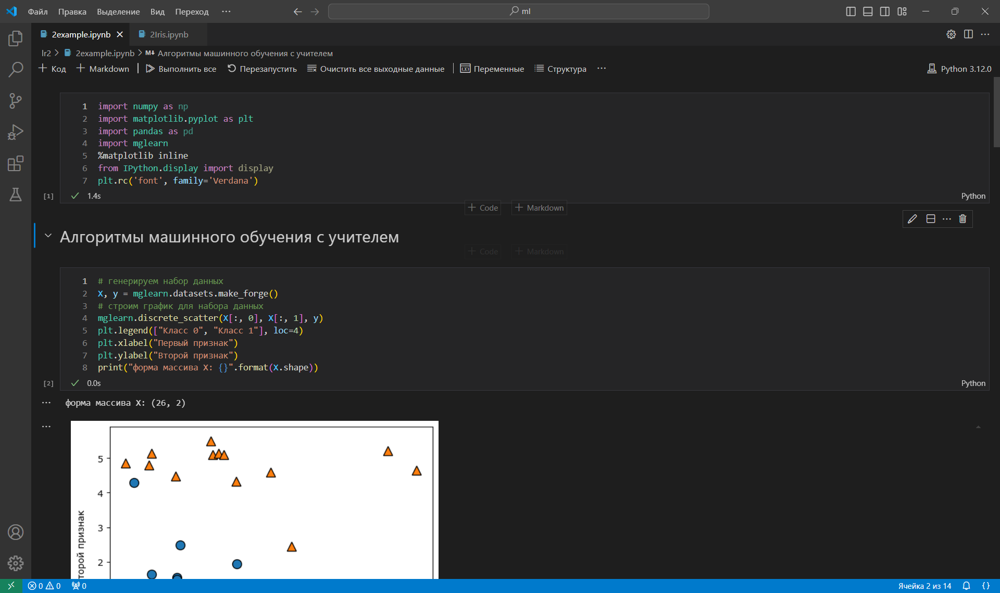 Файл Правка Выделение Вид Переход ··· ml
2example.ipynb 2Iris.ipynb
lr2 > 2example.ipynb > M↓ Алгоритмы машинного обучения с учителем
+ Код + Markdown | Выполнить все Перезапустить Очистить все выходные данные | Переменные Структура ··· Python 3.12.0
1 import numpy as np
2 import matplotlib.pyplot as plt
3 import pandas as pd
4 import mglearn
5 %matplotlib inline
6 from IPython.display import display
7 plt.rc('font', family='Verdana')
[1] 1.4s Python
+ Code + Markdown
Алгоритмы машинного обучения с учителем
+ Code + Markdown
1 # генерируем набор данных
2 X, y = mglearn.datasets.make_forge()
3 # строим график для набора данных
4 mglearn.discrete_scatter(X[:, 0], X[:, 1], y)
5 plt.legend(["Класс 0", "Класс 1"], loc=4)
6 plt.xlabel("Первый признак")
7 plt.ylabel("Второй признак")
8 print("форма массива X: {}".format(X.shape))
[2] 0.0s Python
форма массива X: (26, 2)
5
4
3
2
торой признак
0 0 0 Ячейка 2 из 14 {}